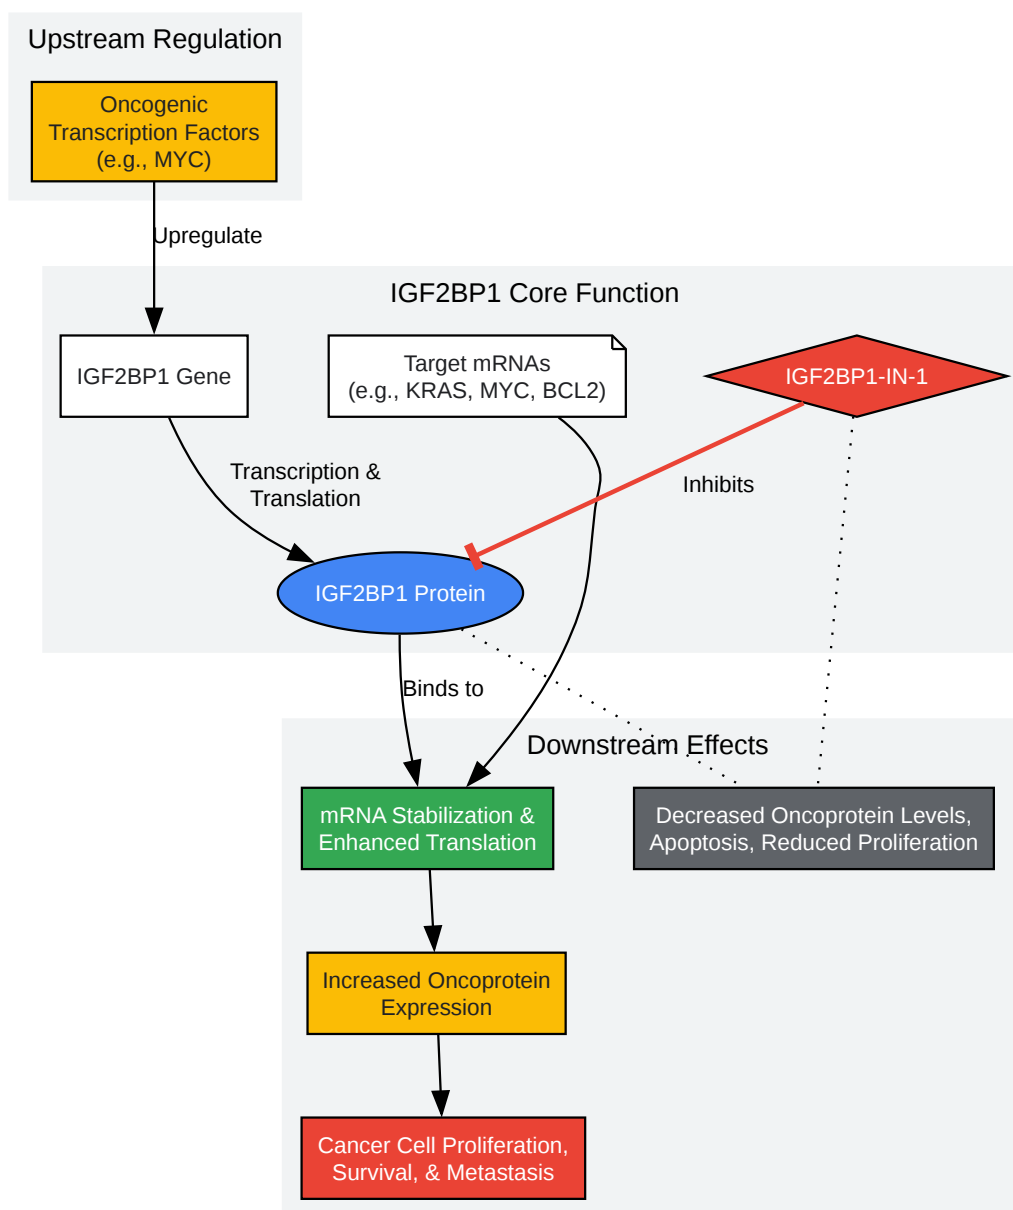 Upstream Regulation
Oncogenic
Transcription Factors
(e.g., MYC)
Upregulate
IGF2BP1 Core Function
IGF2BP1 Gene
Target mRNAs
(e.g., KRAS, MYC, BCL2)
IGF2BP1-IN-1
Transcription &
Translation
Inhibits
IGF2BP1 Protein
Binds to
Downstream Effects
mRNA Stabilization &
Enhanced Translation
Decreased Oncoprotein Levels,
Apoptosis, Reduced Proliferation
Increased Oncoprotein
Expression
Cancer Cell Proliferation,
Survival, & Metastasis